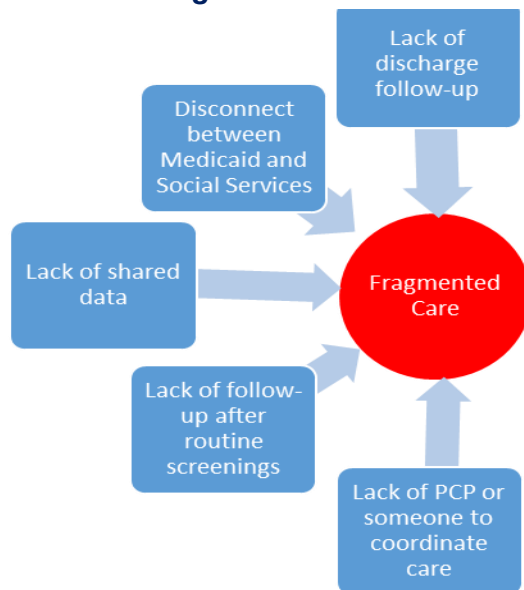 Lack of
discharge
follow-up
Disconnect
between
Medicaid and
Social Services
Lack of shared
data
Fragmented
Care
Lack of follow-
up after
routine
screenings
Lack of PCP or
someone to
coordinate
care